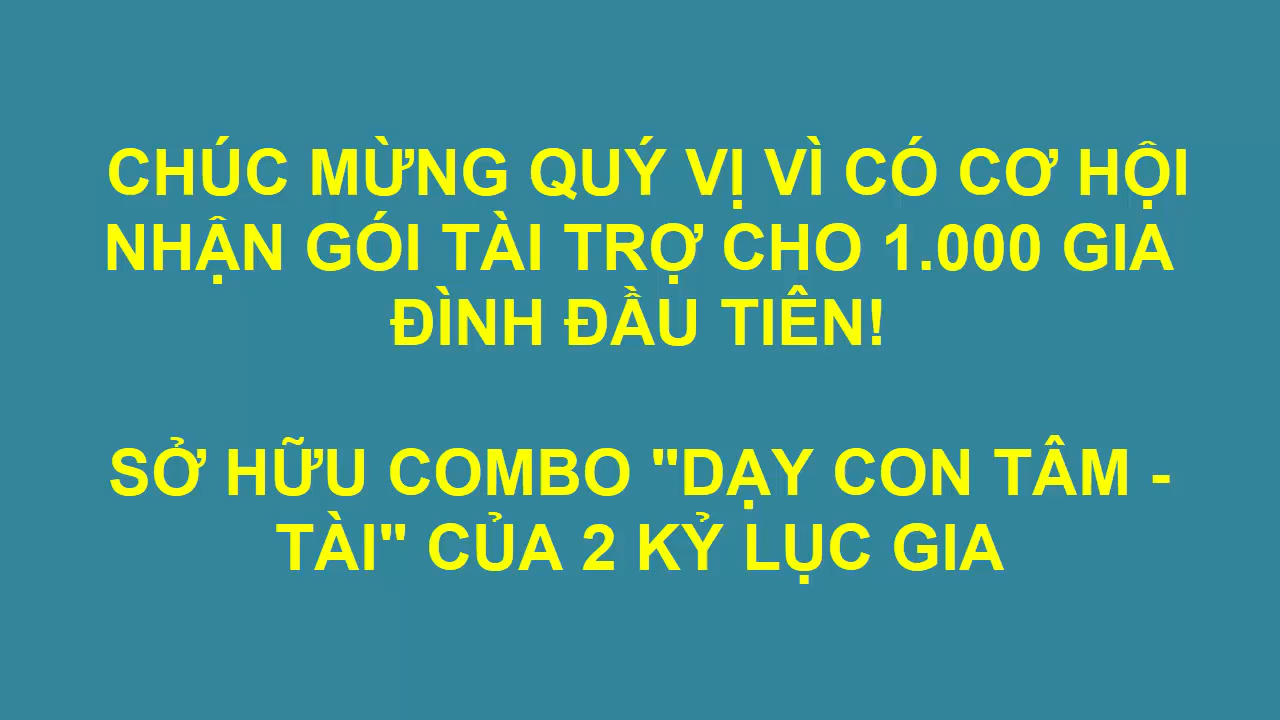 CHÚC MỪNG QUÝ VỊ VÌ CÓ CƠ HỘI
NHẬN GÓI TÀI TRỢ CHO 1.000 GIA
ĐÌNH ĐẦU TIÊN!
SỞ HỮU COMBO "DẠY CON TÂM -
TÀI" CỦA 2 KỶ LỤC GIA